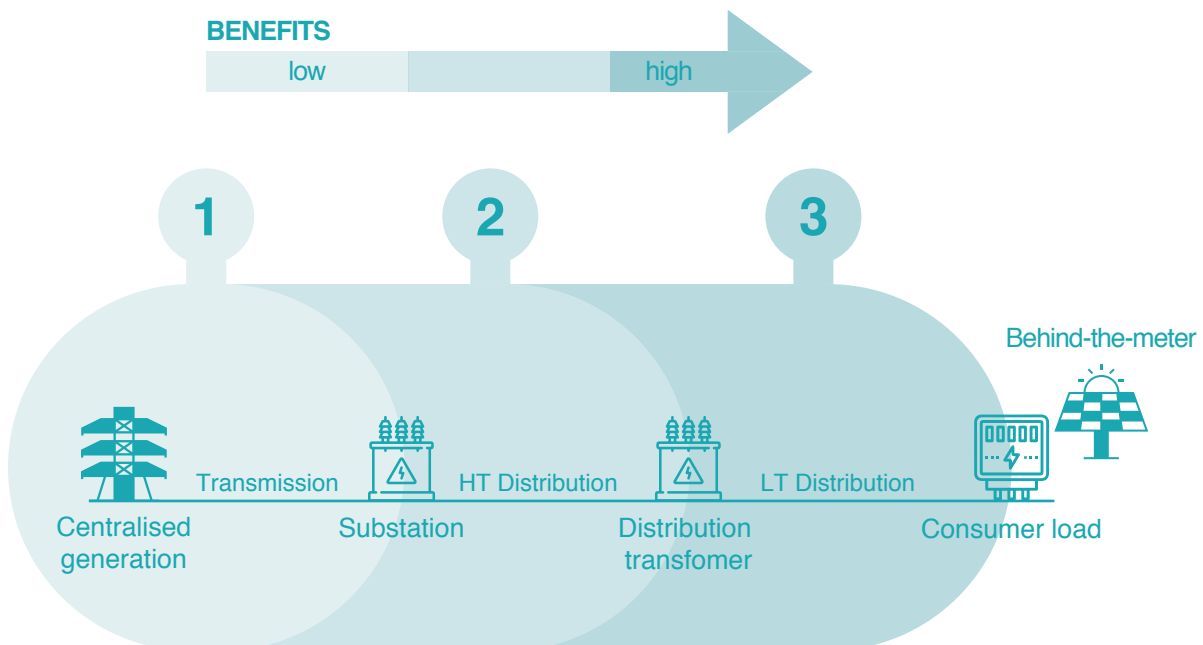 BENEFITS
low
high
1
2
3
Behind-the-meter
Transmission
HT Distribution
LT Distribution
Centralised
generation
Substation
Distribution
transfomer
Consumer load